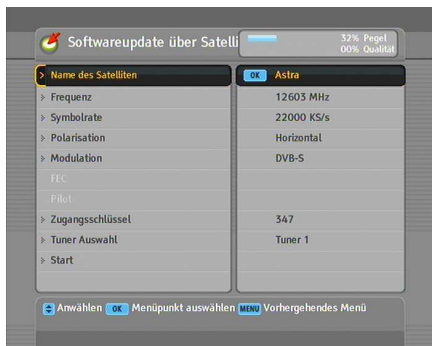 Softwareupdate über Satelli
32% Pegel
00% Qualität
Name des Satelliten OK Astra
Frequenz 12603 MHz
Symbolrate 22000 KS/s
Polarisation Horizontal
Modulation DVB-S
FEC
Pilot
Zugangsschlüssel 347
Tuner Auswahl Tuner 1
Start
Anwählen OK Menüpunkt auswählen MENU Vorhergehendes Menü